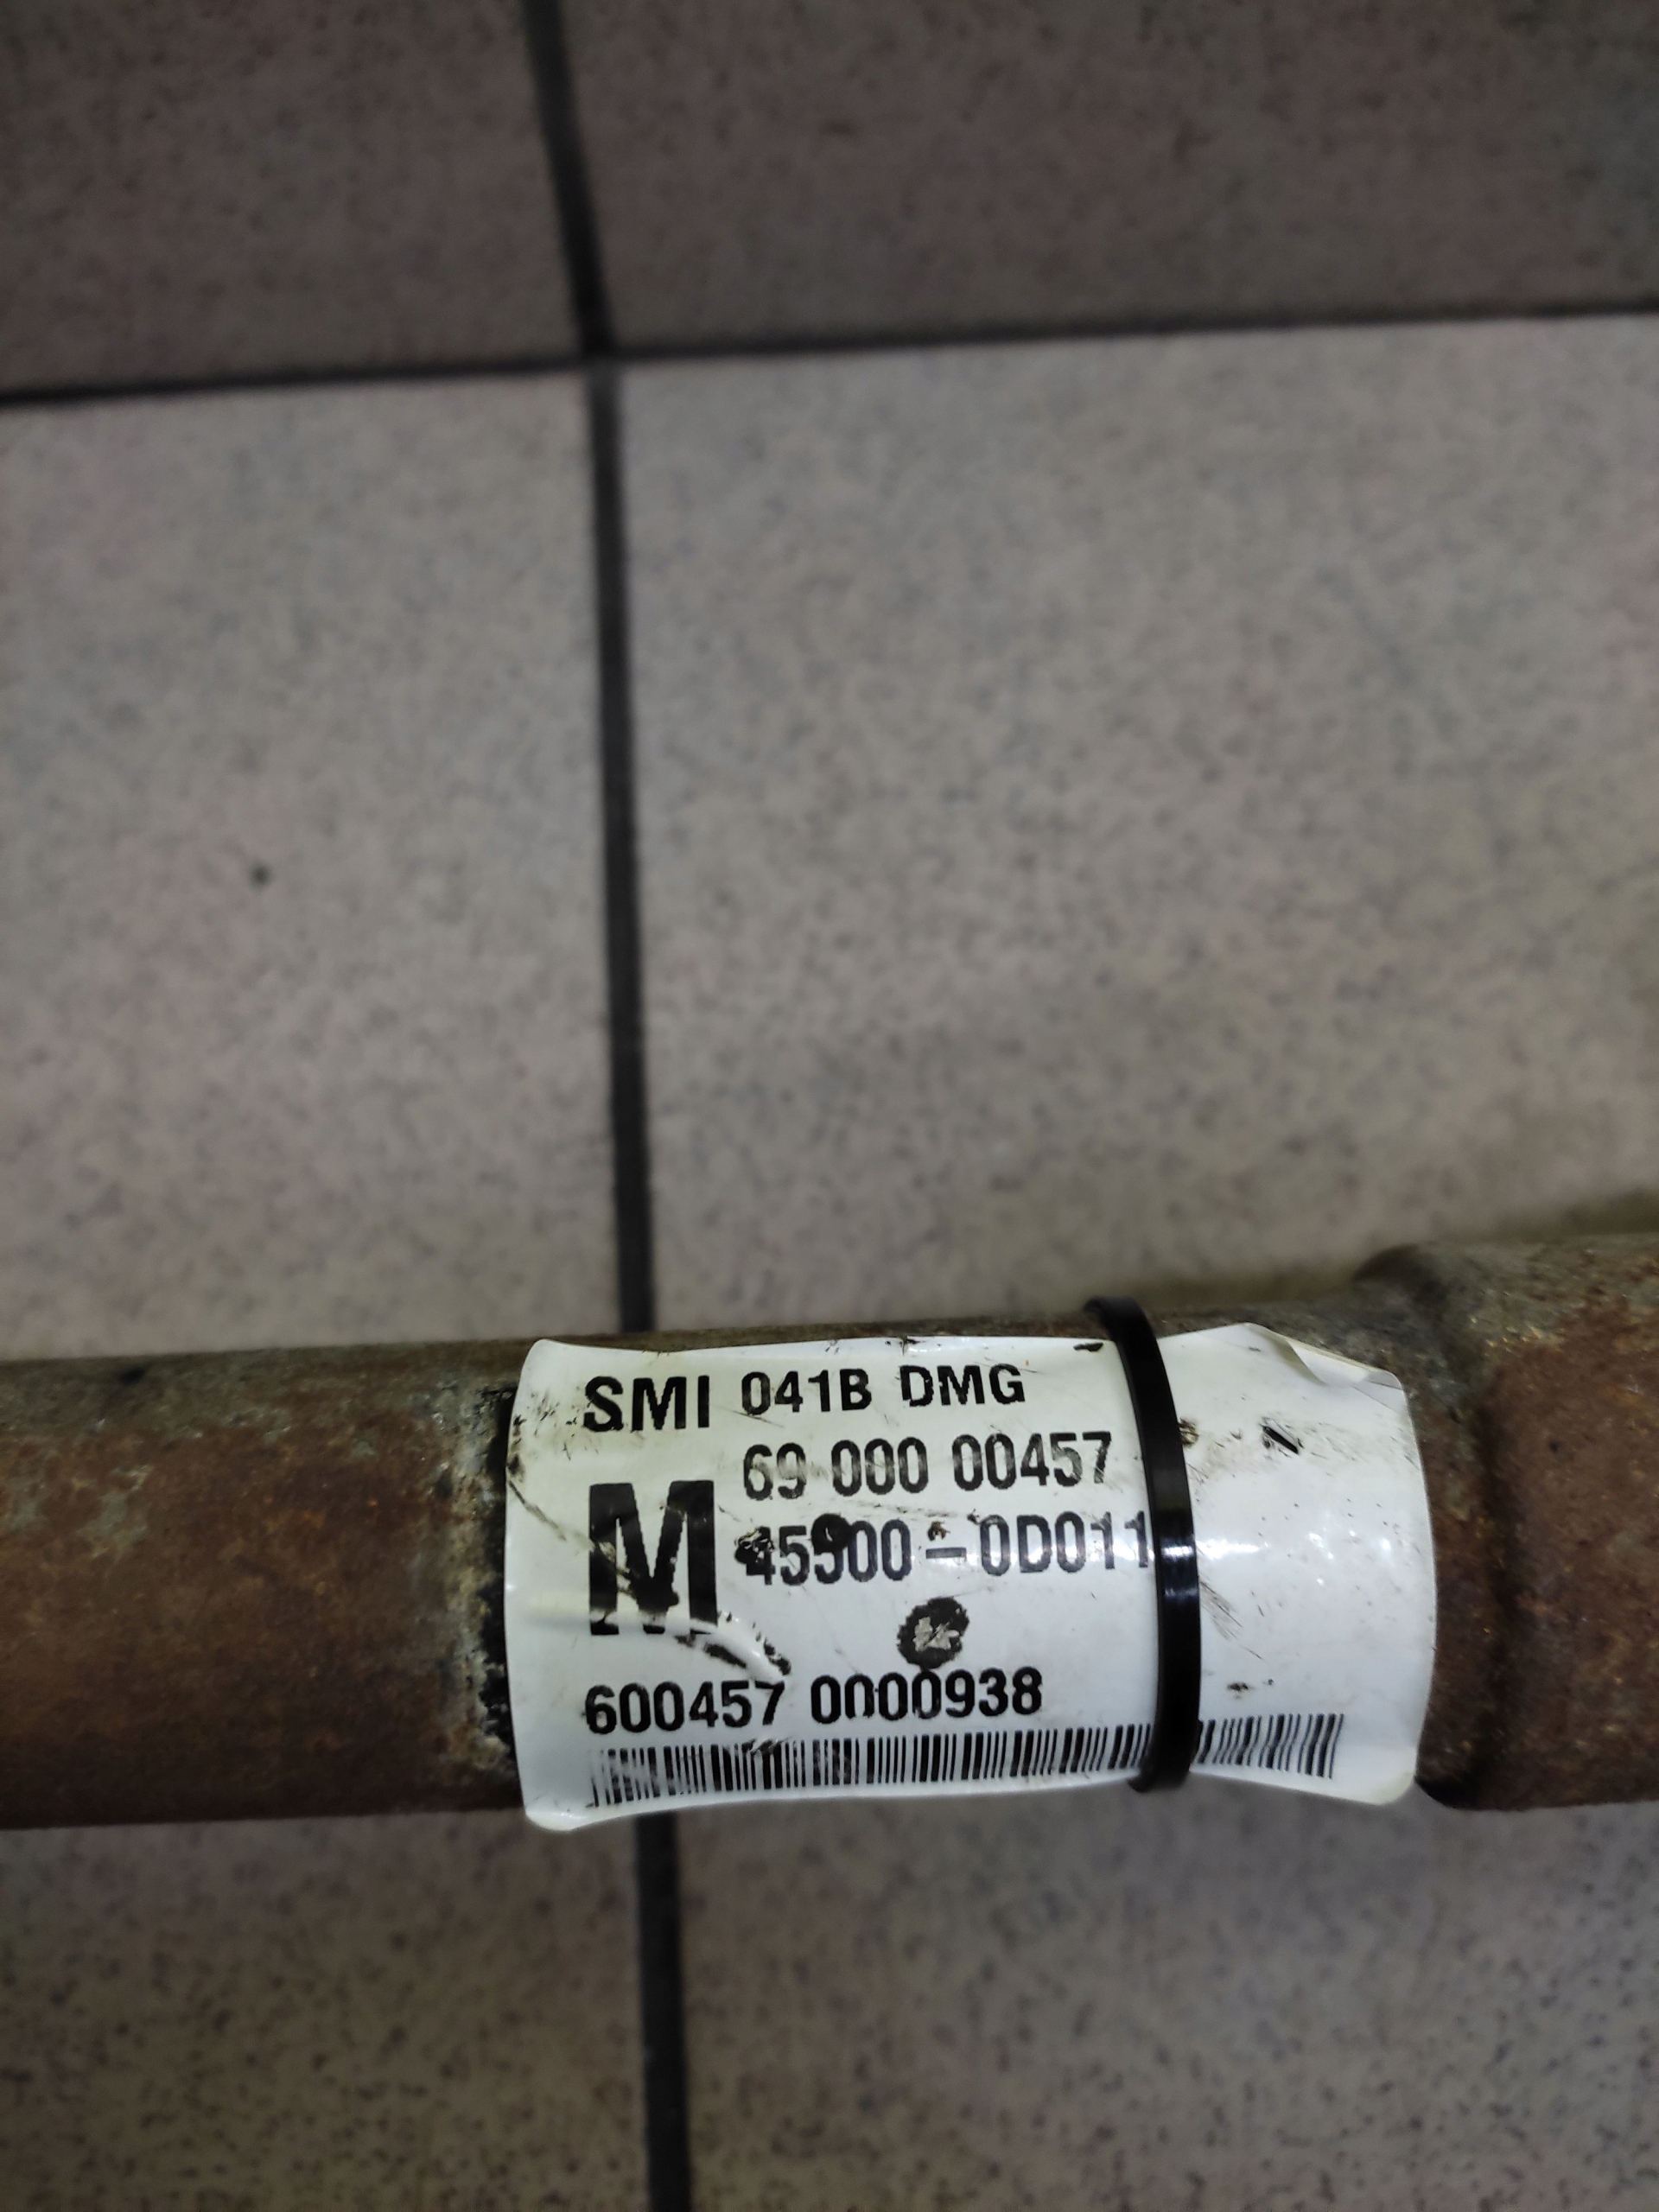 SMI 041B DMG
69 000 00457
M
45500-0D011
600457 0000938